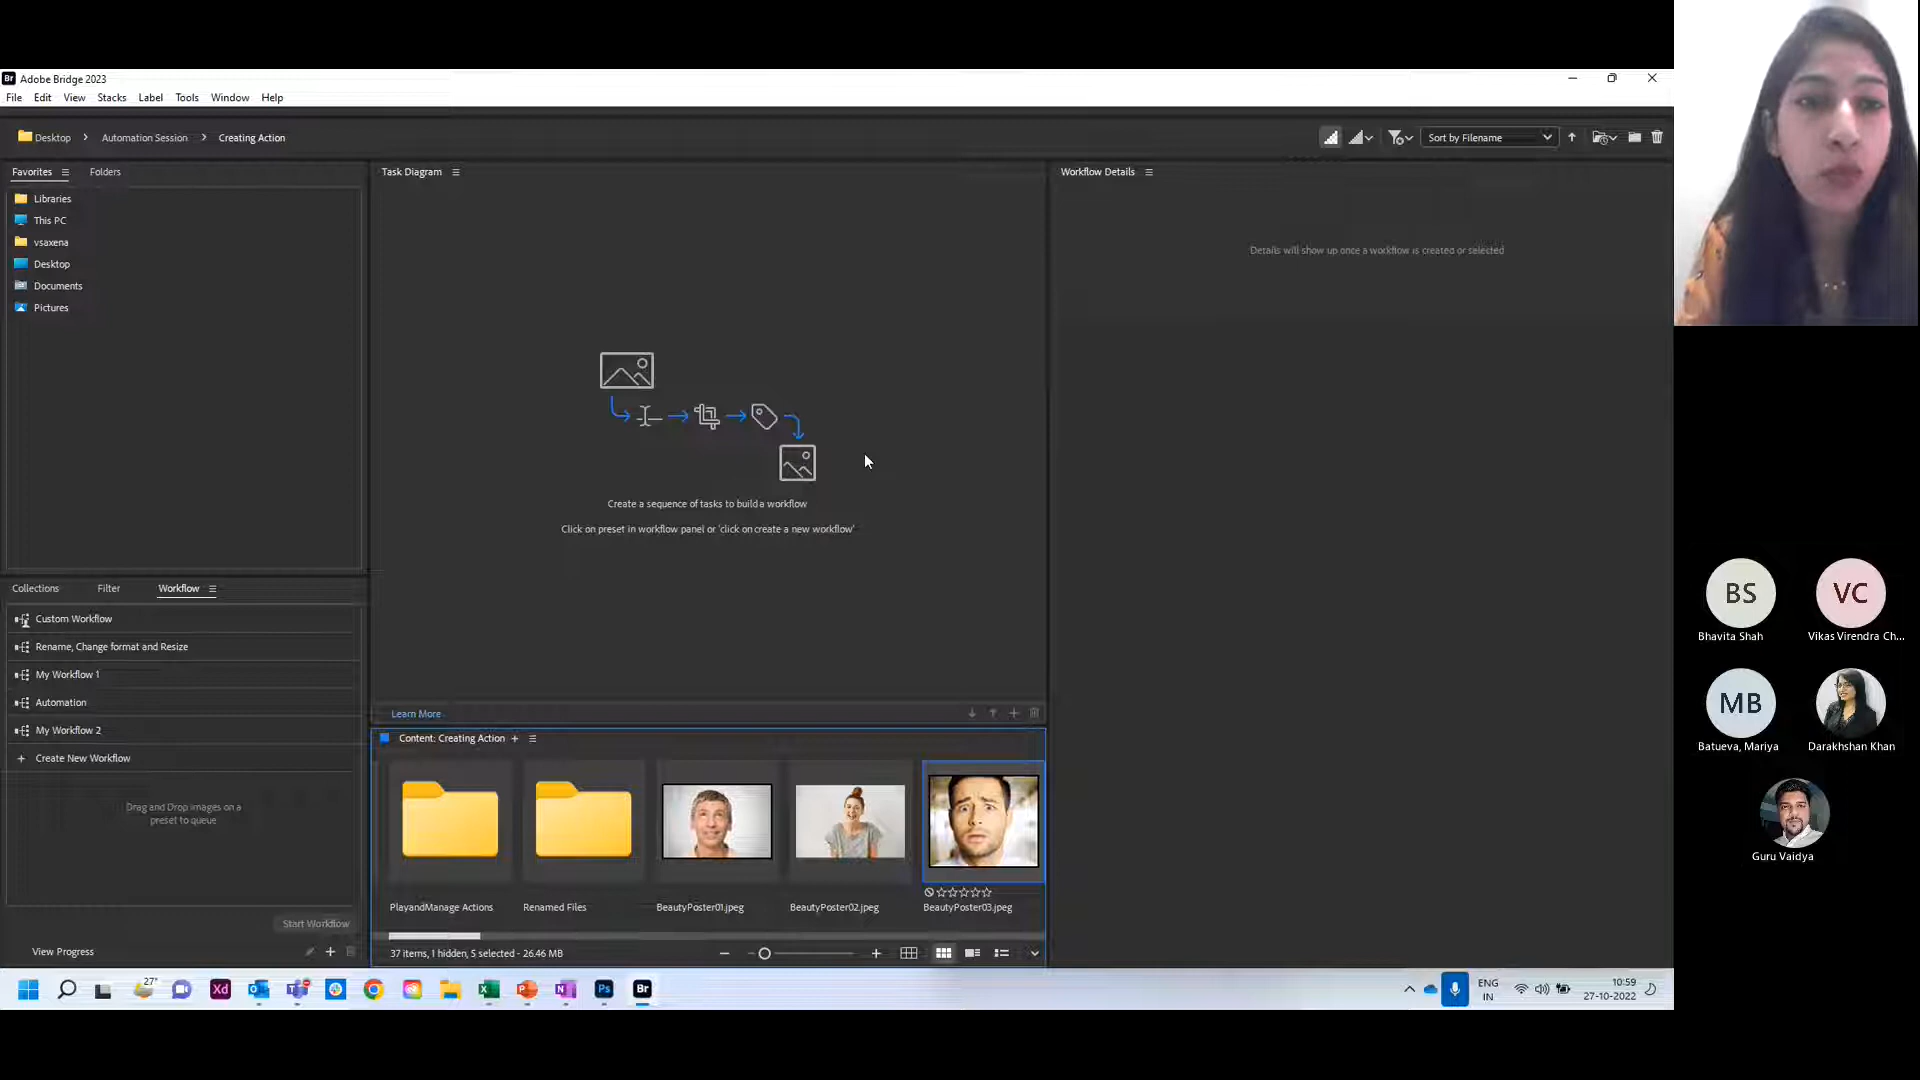 Br Adobe Bridge 2023
File Edit View Stacks Label Tools Window Help
Desktop > Automation Session > Creating Action
Sort by Filename
Favorites
Folders
Libraries
This PC
vsaxena
Desktop
Documents
Pictures
Task Diagram
Create a sequence of tasks to build a workflow
Click on preset in workflow panel or 'click on create a new workflow'
Learn More
Workflow Details
Details will show up once a workflow is created or selected
Collections
Filter
Workflow
Custom Workflow
Rename, Change format and Resize
My Workflow 1
Automation
My Workflow 2
+ Create New Workflow
Drag and Drop images on a
preset to queue
Start Workflow
View Progress
Content: Creating Action
PlayandManage Actions
Renamed Files
BeautyPoster01.jpeg
BeautyPoster02.jpeg
BeautyPoster03.jpeg
37 items, 1 hidden, 5 selected - 26.46 MB
27°
Xd
Ps
Br
ENG
IN
10:59
27-10-2022
BS
Bhavita Shah
VC
Vikas Virendra Ch...
MB
Batueva, Mariya
Darakhshan Khan
Guru Vaidya